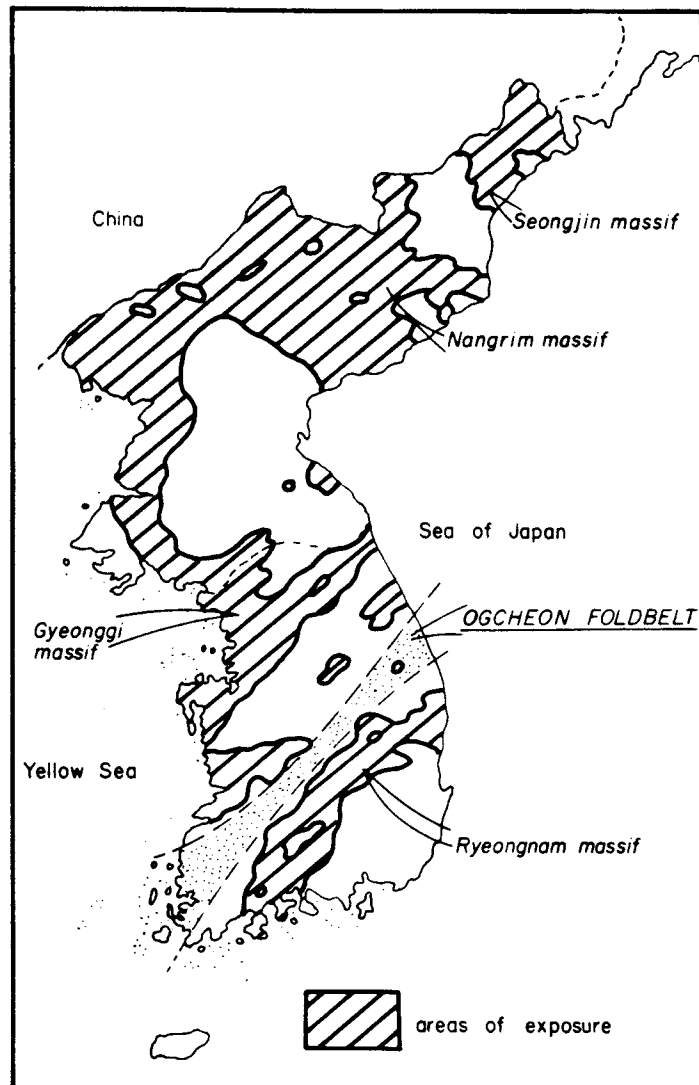 China
Seongjin massif
Nangrim massif
Sea of Japan
OGCHEON FOLDBELT
Gyeonggi
massif
Yellow Sea
Ryeongnam massif
areas of exposure